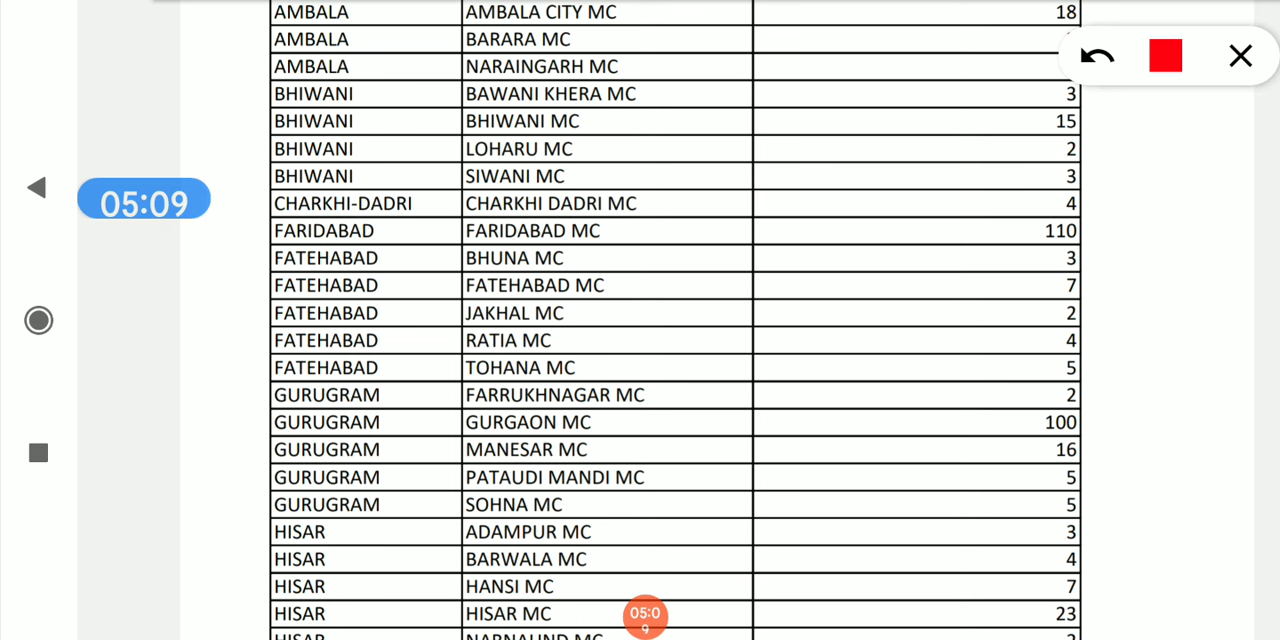 AMBALA AMBALA CITY MC 18
AMBALA BARARA MC
AMBALA NARAINGARH MC
BHIWANI BAWANI KHERA MC 3
BHIWANI BHIWANI MC 15
BHIWANI LOHARU MC 2
BHIWANI SIWANI MC 3
05:09
CHARKHI-DADRI CHARKHI DADRI MC 4
FARIDABAD FARIDABAD MC 110
FATEHABAD BHUNA MC 3
FATEHABAD FATEHABAD MC 7
FATEHABAD JAKHAL MC 2
FATEHABAD RATIA MC 4
FATEHABAD TOHANA MC 5
GURUGRAM FARRUKHNAGAR MC 2
GURUGRAM GURGAON MC 100
GURUGRAM MANESAR MC 16
GURUGRAM PATAUDI MANDI MC 5
GURUGRAM SOHNA MC 5
HISAR ADAMPUR MC 3
HISAR BARWALA MC 4
HISAR HANSI MC 7
HISAR HISAR MC 23
05:0
9
HISAR NARNAUND MC